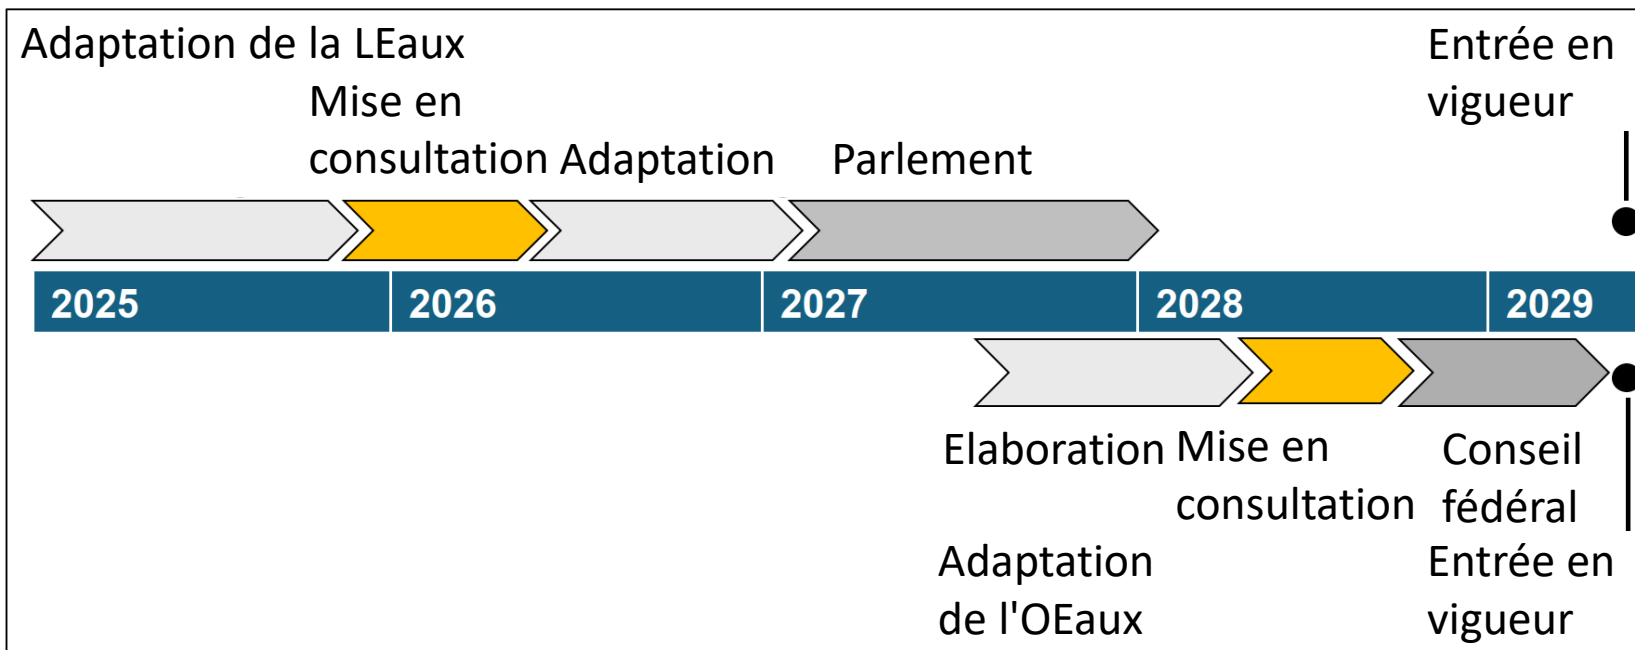 Adaptation de la LEaux
Entrée en
vigueur
Mise en
consultation
Adaptation
Parlement
2025
2026
2027
2028
2029
Elaboration
Mise en
consultation
Conseil
fédéral
Adaptation
de l'OEaux
Entrée en
vigueur